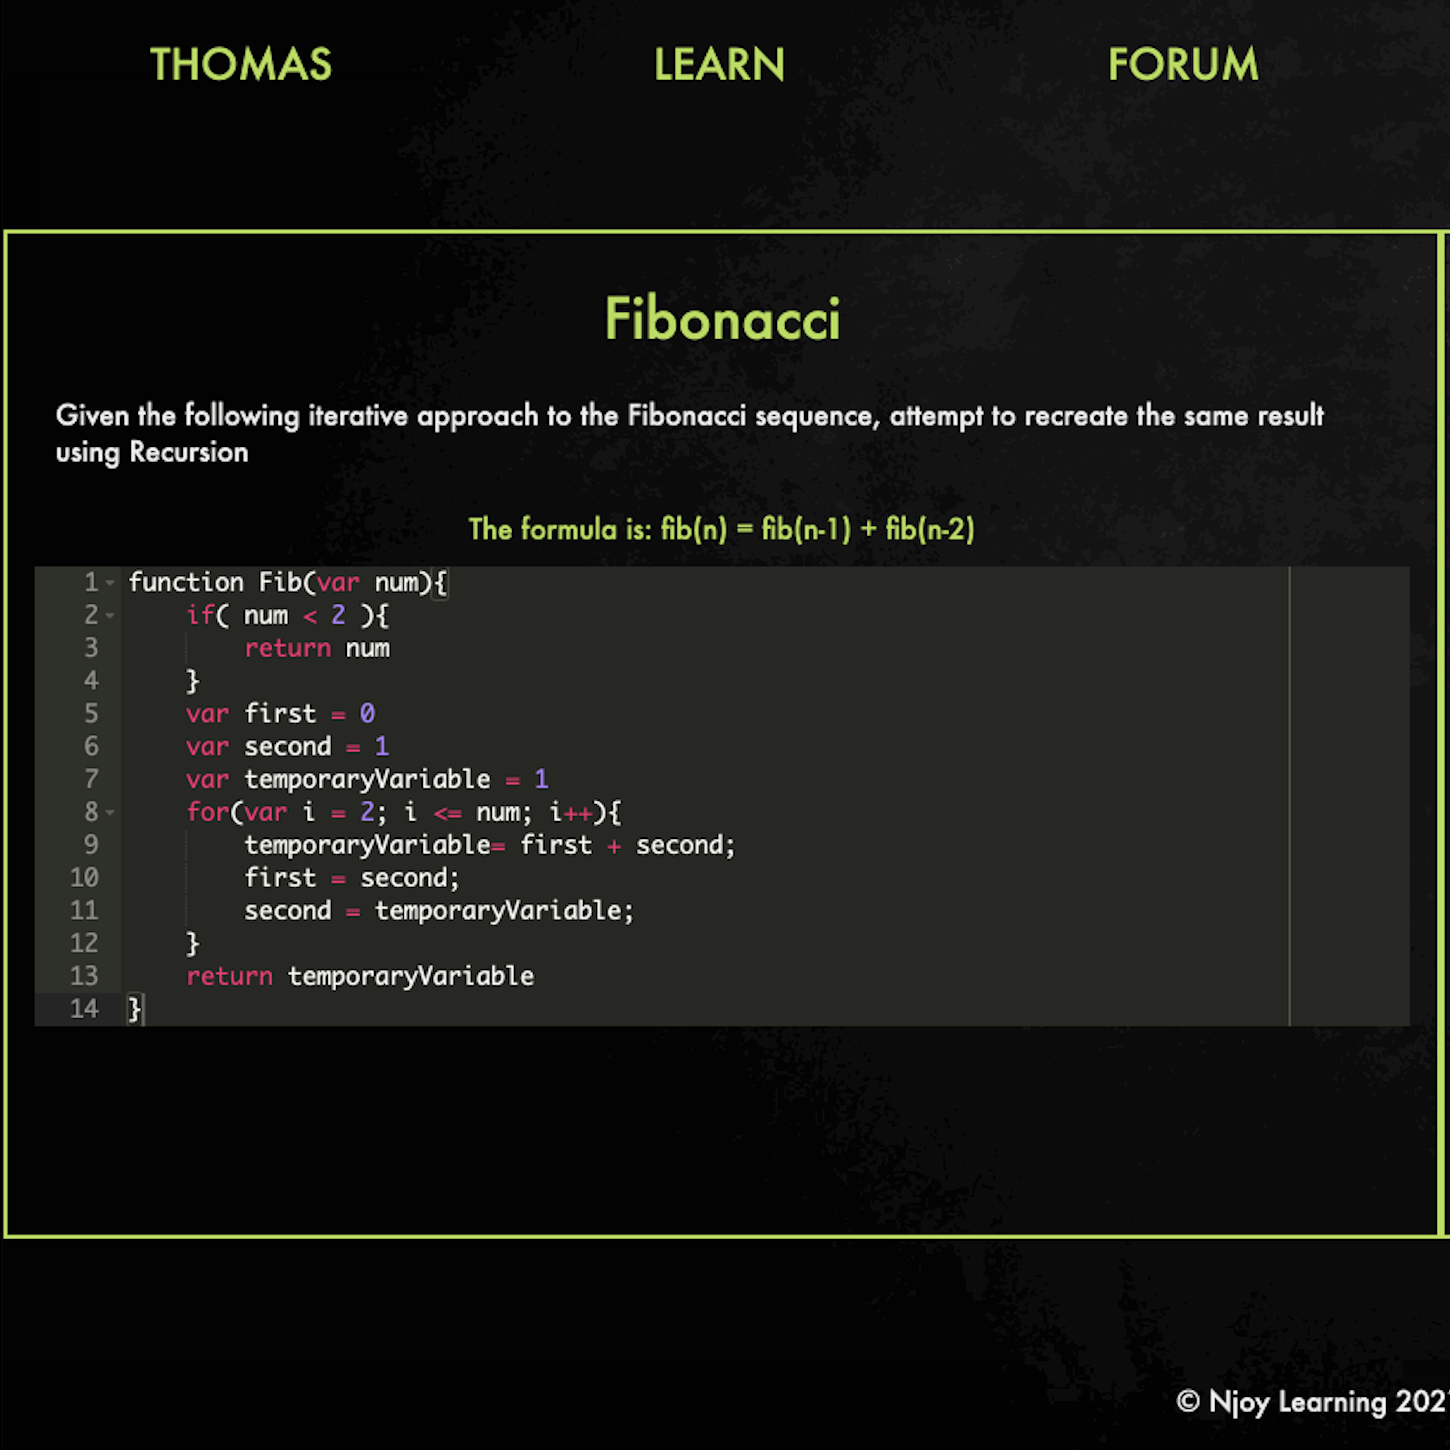 THOMAS LEARN FORUM
Fibonacci
Given the following iterative approach to the Fibonacci sequence, attempt to recreate the same result
using Recursion
The formula is: fib(n) = fib(n-1) + fib(n-2)
1 function Fib(var num){
2     if( num < 2 ){
3         return num
4     }
5     var first = 0
6     var second = 1
7     var temporaryVariable = 1
8     for(var i = 2; i <= num; i++){
9         temporaryVariable= first + second;
10         first = second;
11         second = temporaryVariable;
12     }
13     return temporaryVariable
14 }
© Njoy Learning